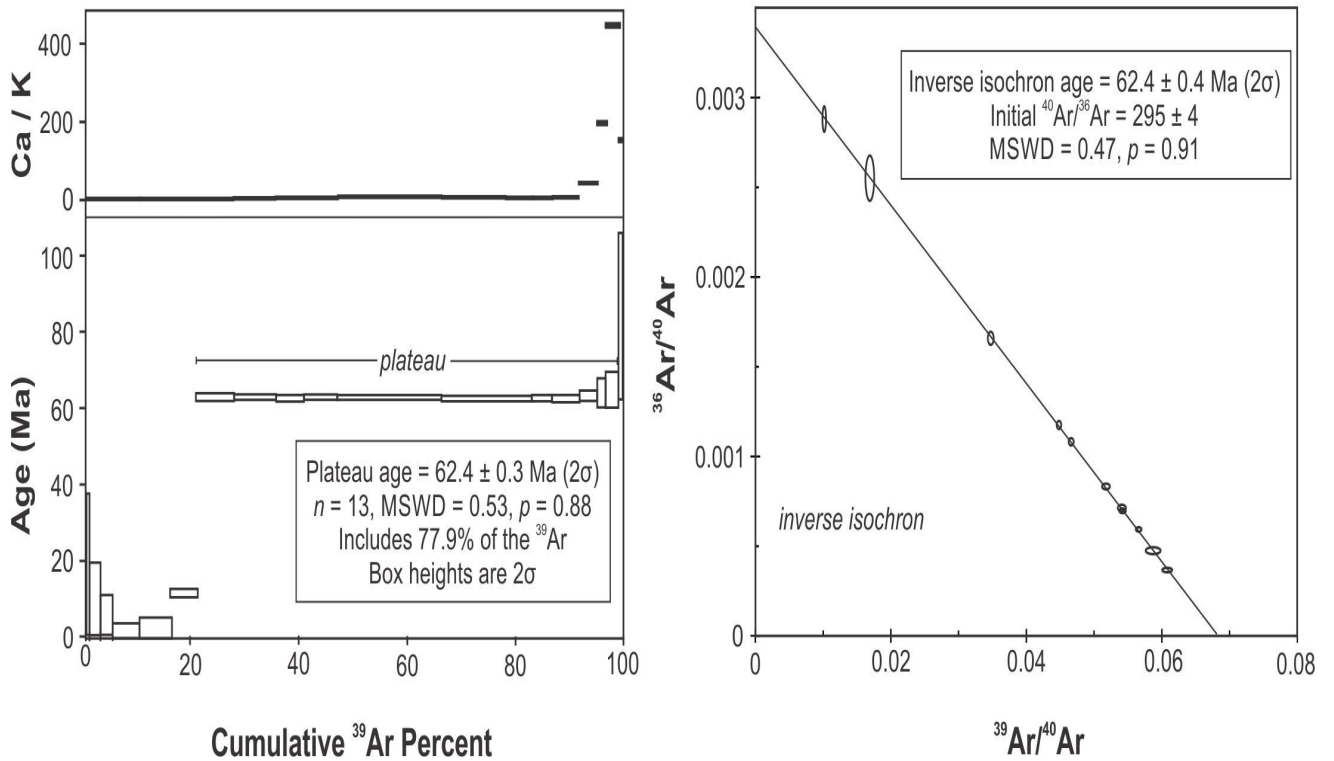 Ca / K
400
200
0
Age (Ma)
100
80
60
40
20
0
plateau
Plateau age = 62.4 ± 0.3 Ma (2σ)
n = 13, MSWD = 0.53, p = 0.88
Includes 77.9% of the ³⁹Ar
Box heights are 2σ
0
20
40
60
80
100
Cumulative ³⁹Ar Percent
³⁶Ar/⁴⁰Ar
0.003
0.002
0.001
0
Inverse isochron age = 62.4 ± 0.4 Ma (2σ)
Initial ⁴⁰Ar/³⁶Ar = 295 ± 4
MSWD = 0.47, p = 0.91
inverse isochron
0
0.02
0.04
0.06
0.08
³⁹Ar/⁴⁰Ar